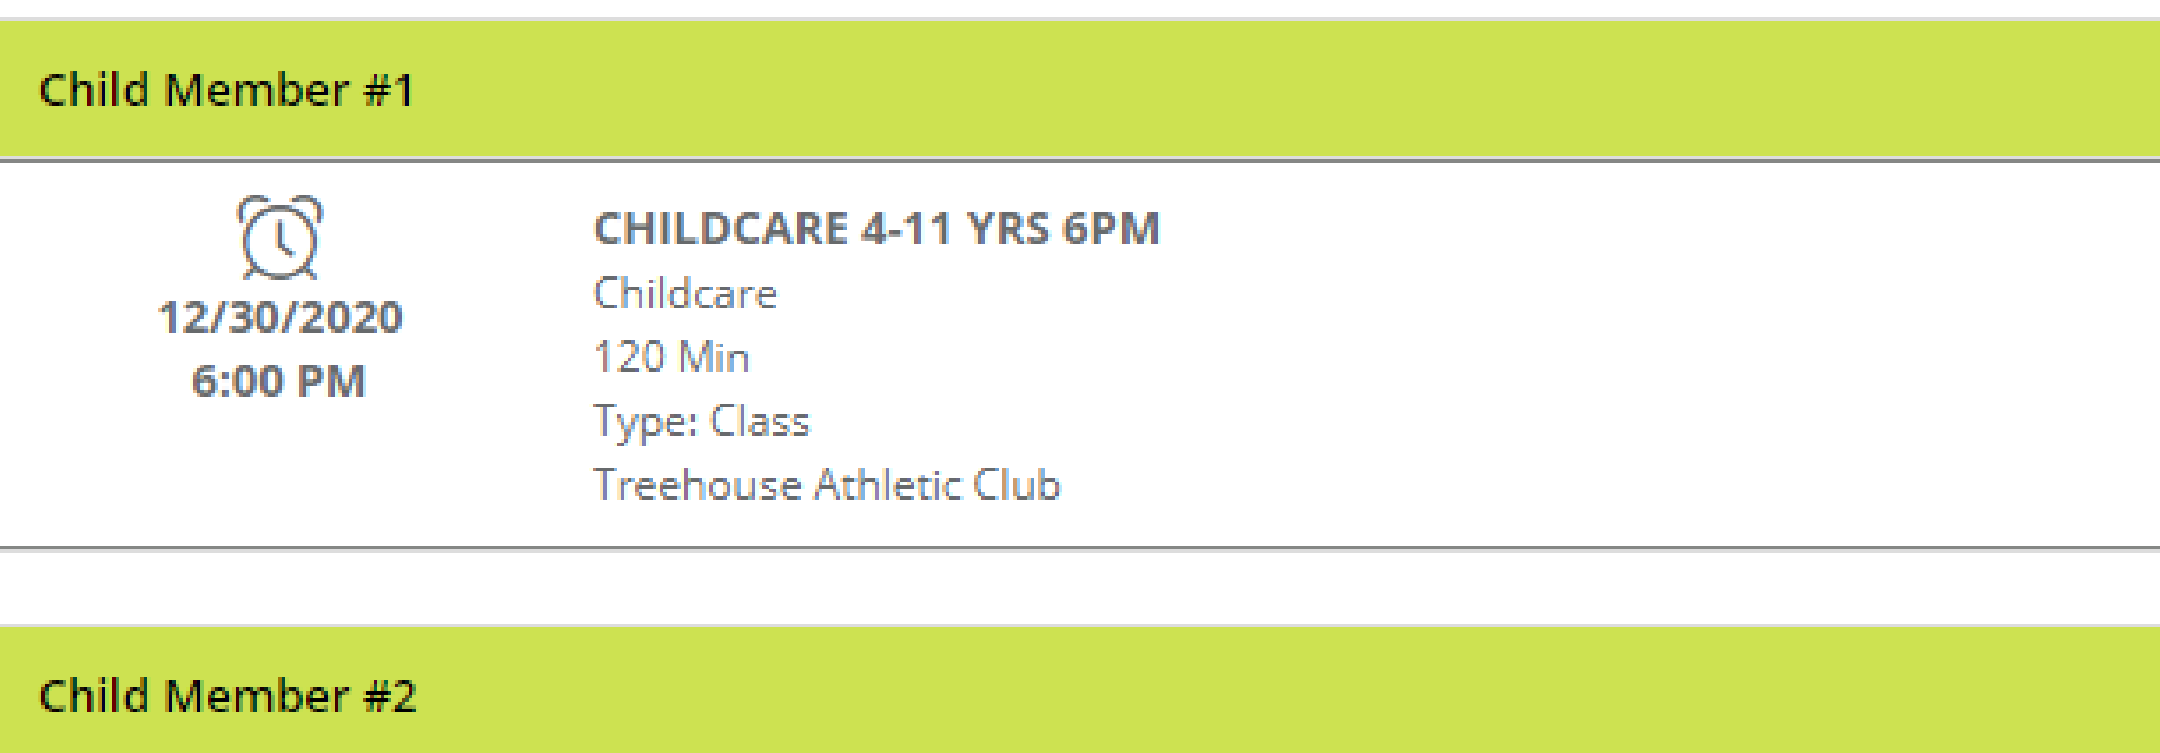 Child Member #1
12/30/2020
6:00 PM
CHILDCARE 4-11 YRS 6PM
Childcare
120 Min
Type: Class
Treehouse Athletic Club
Child Member #2